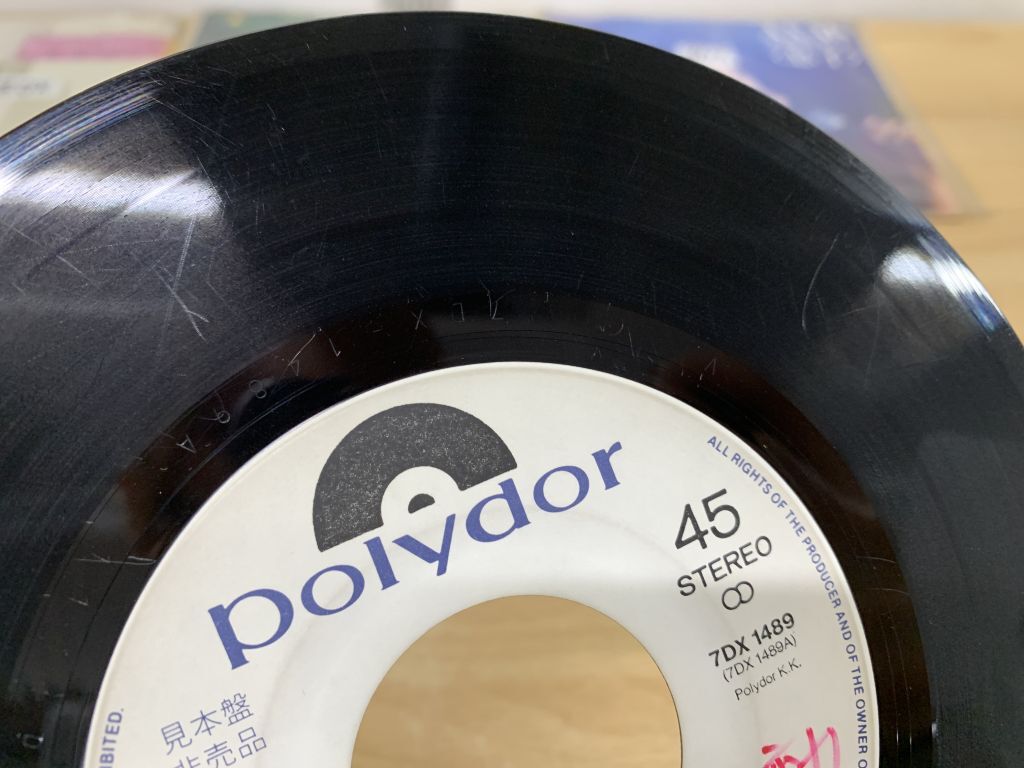 polydor
45
STEREO
7DX 1489
(7DX 1489A)
Polydor K.K.
ALL RIGHTS OF THE PRODUCER AND OF THE OWNER O
IBITED.
見本盤
非売品